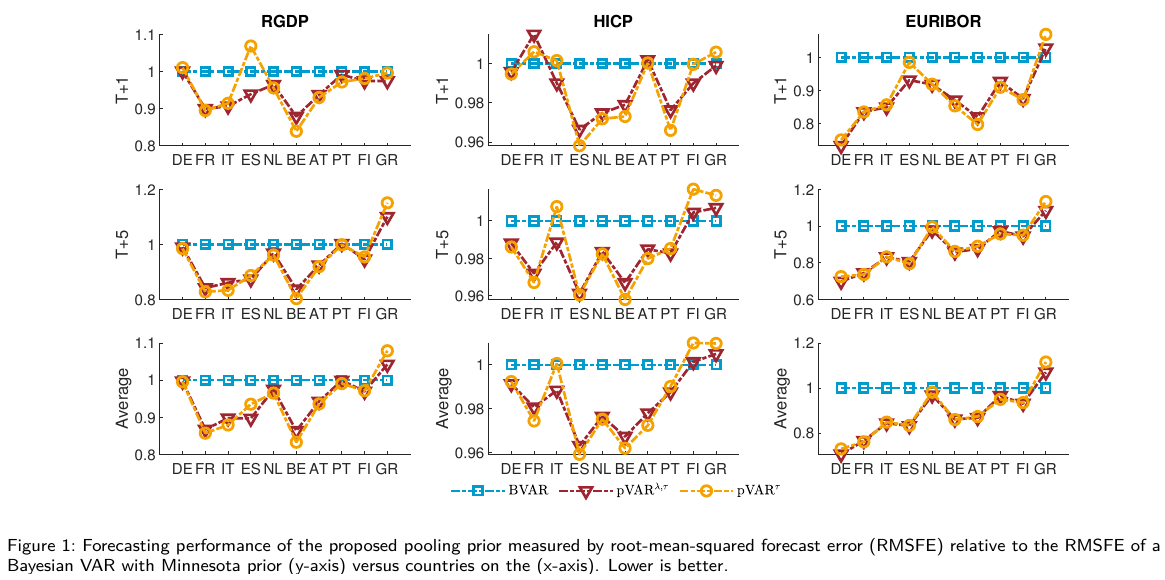 RGDP
HICP
EURIBOR
T+1
1.1
1
0.9
0.8
DE FR IT ES NL BE AT PT FI GR
T+1
1
0.98
0.96
DE FR IT ES NL BE AT PT FI GR
T+1
1
0.9
0.8
DE FR IT ES NL BE AT PT FI GR
T+5
1.2
1
0.8
DE FR IT ES NL BE AT PT FI GR
T+5
1
0.98
0.96
DE FR IT ES NL BE AT PT FI GR
T+5
1.2
1
0.8
0.6
DE FR IT ES NL BE AT PT FI GR
Average
1.1
1
0.9
0.8
DE FR IT ES NL BE AT PT FI GR
Average
1
0.98
0.96
DE FR IT ES NL BE AT PT FI GR
Average
1.2
1
0.8
DE FR IT ES NL BE AT PT FI GR
BVAR pVAR^λ,τ pVAR^τ
Figure 1: Forecasting performance of the proposed pooling prior measured by root-mean-squared forecast error (RMSFE) relative to the RMSFE of a
Bayesian VAR with Minnesota prior (y-axis) versus countries on the (x-axis). Lower is better.